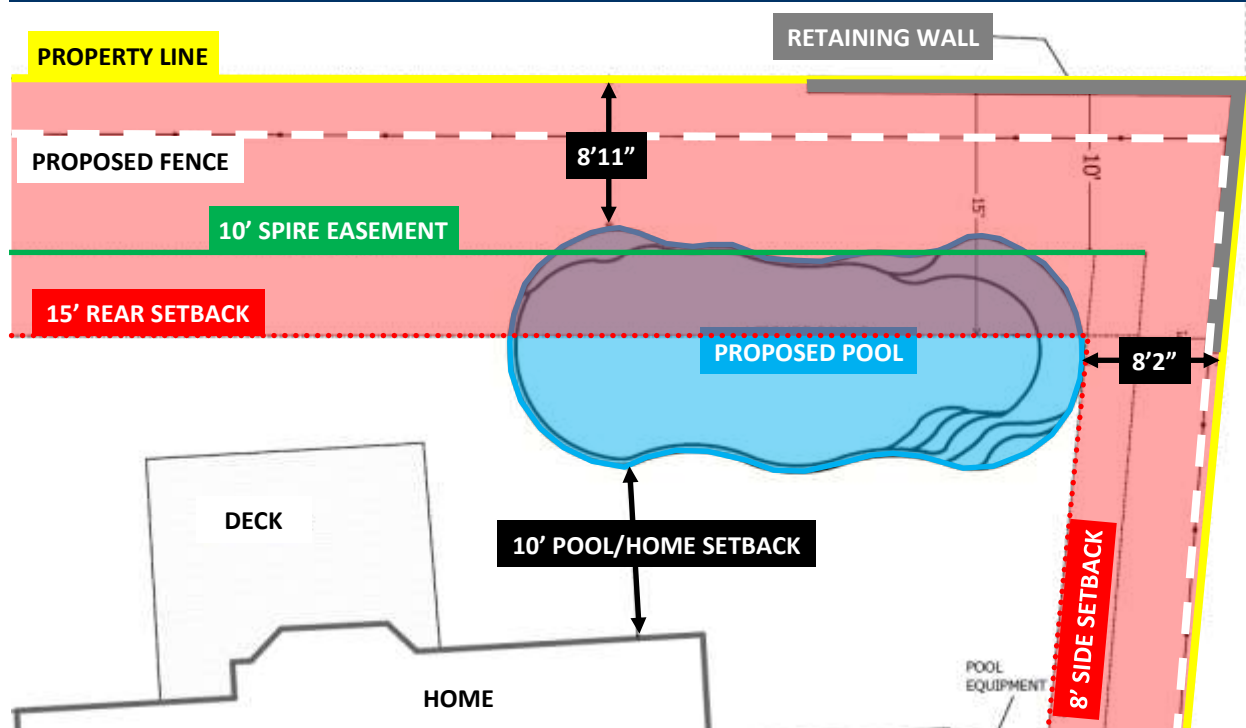 RETAINING WALL
PROPERTY LINE
8’11”
PROPOSED FENCE
10'
15'
10’ SPIRE EASEMENT
15’ REAR SETBACK
PROPOSED POOL
8’2”
DECK
10’ POOL/HOME SETBACK
8’ SIDE SETBACK
POOL
EQUIPMENT
HOME